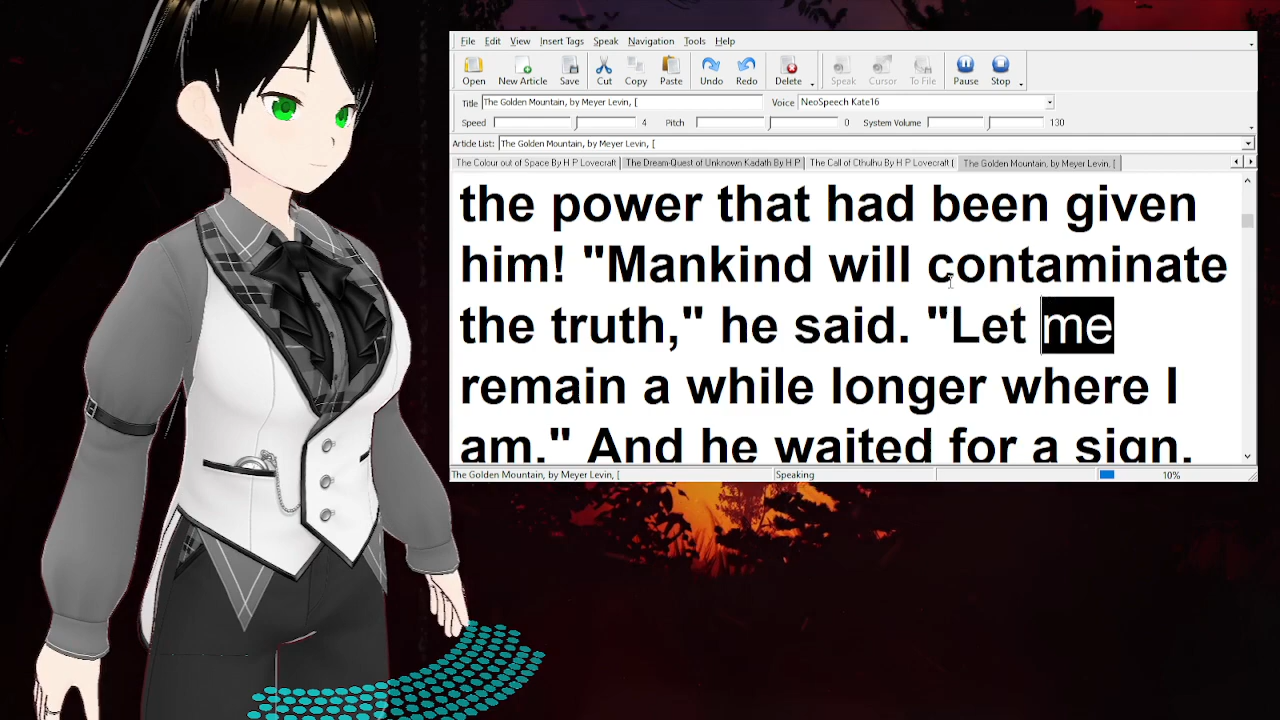 File Edit View Insert Tags Speak Navigation Tools Help
Open New Article Save Cut Copy Paste Undo Redo Delete Speak Cursor To File Pause Stop
Title The Golden Mountain, by Meyer Levin, [ Voice NeoSpeech Kate16
Speed 4 Pitch 0 System Volume 130
Article List: The Golden Mountain, by Meyer Levin, [
The Colour out of Space By H P Lovecraft The Dream-Quest of Unknown Kadath By H P The Call of Cthulhu By H P Lovecraft ( The Golden Mountain, by Meyer Levin, [
the power that had been given
him! "Mankind will contaminate
the truth," he said. "Let me
remain a while longer where I
am." And he waited for a sign.
The Golden Mountain, by Meyer Levin, [ Speaking 10%